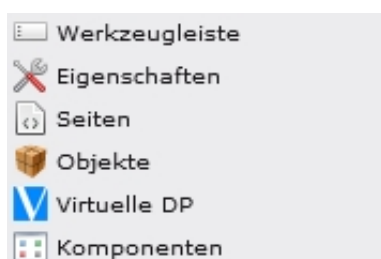 Werkzeugleiste
Eigenschaften
Seiten
Objekte
Virtuelle DP
Komponenten